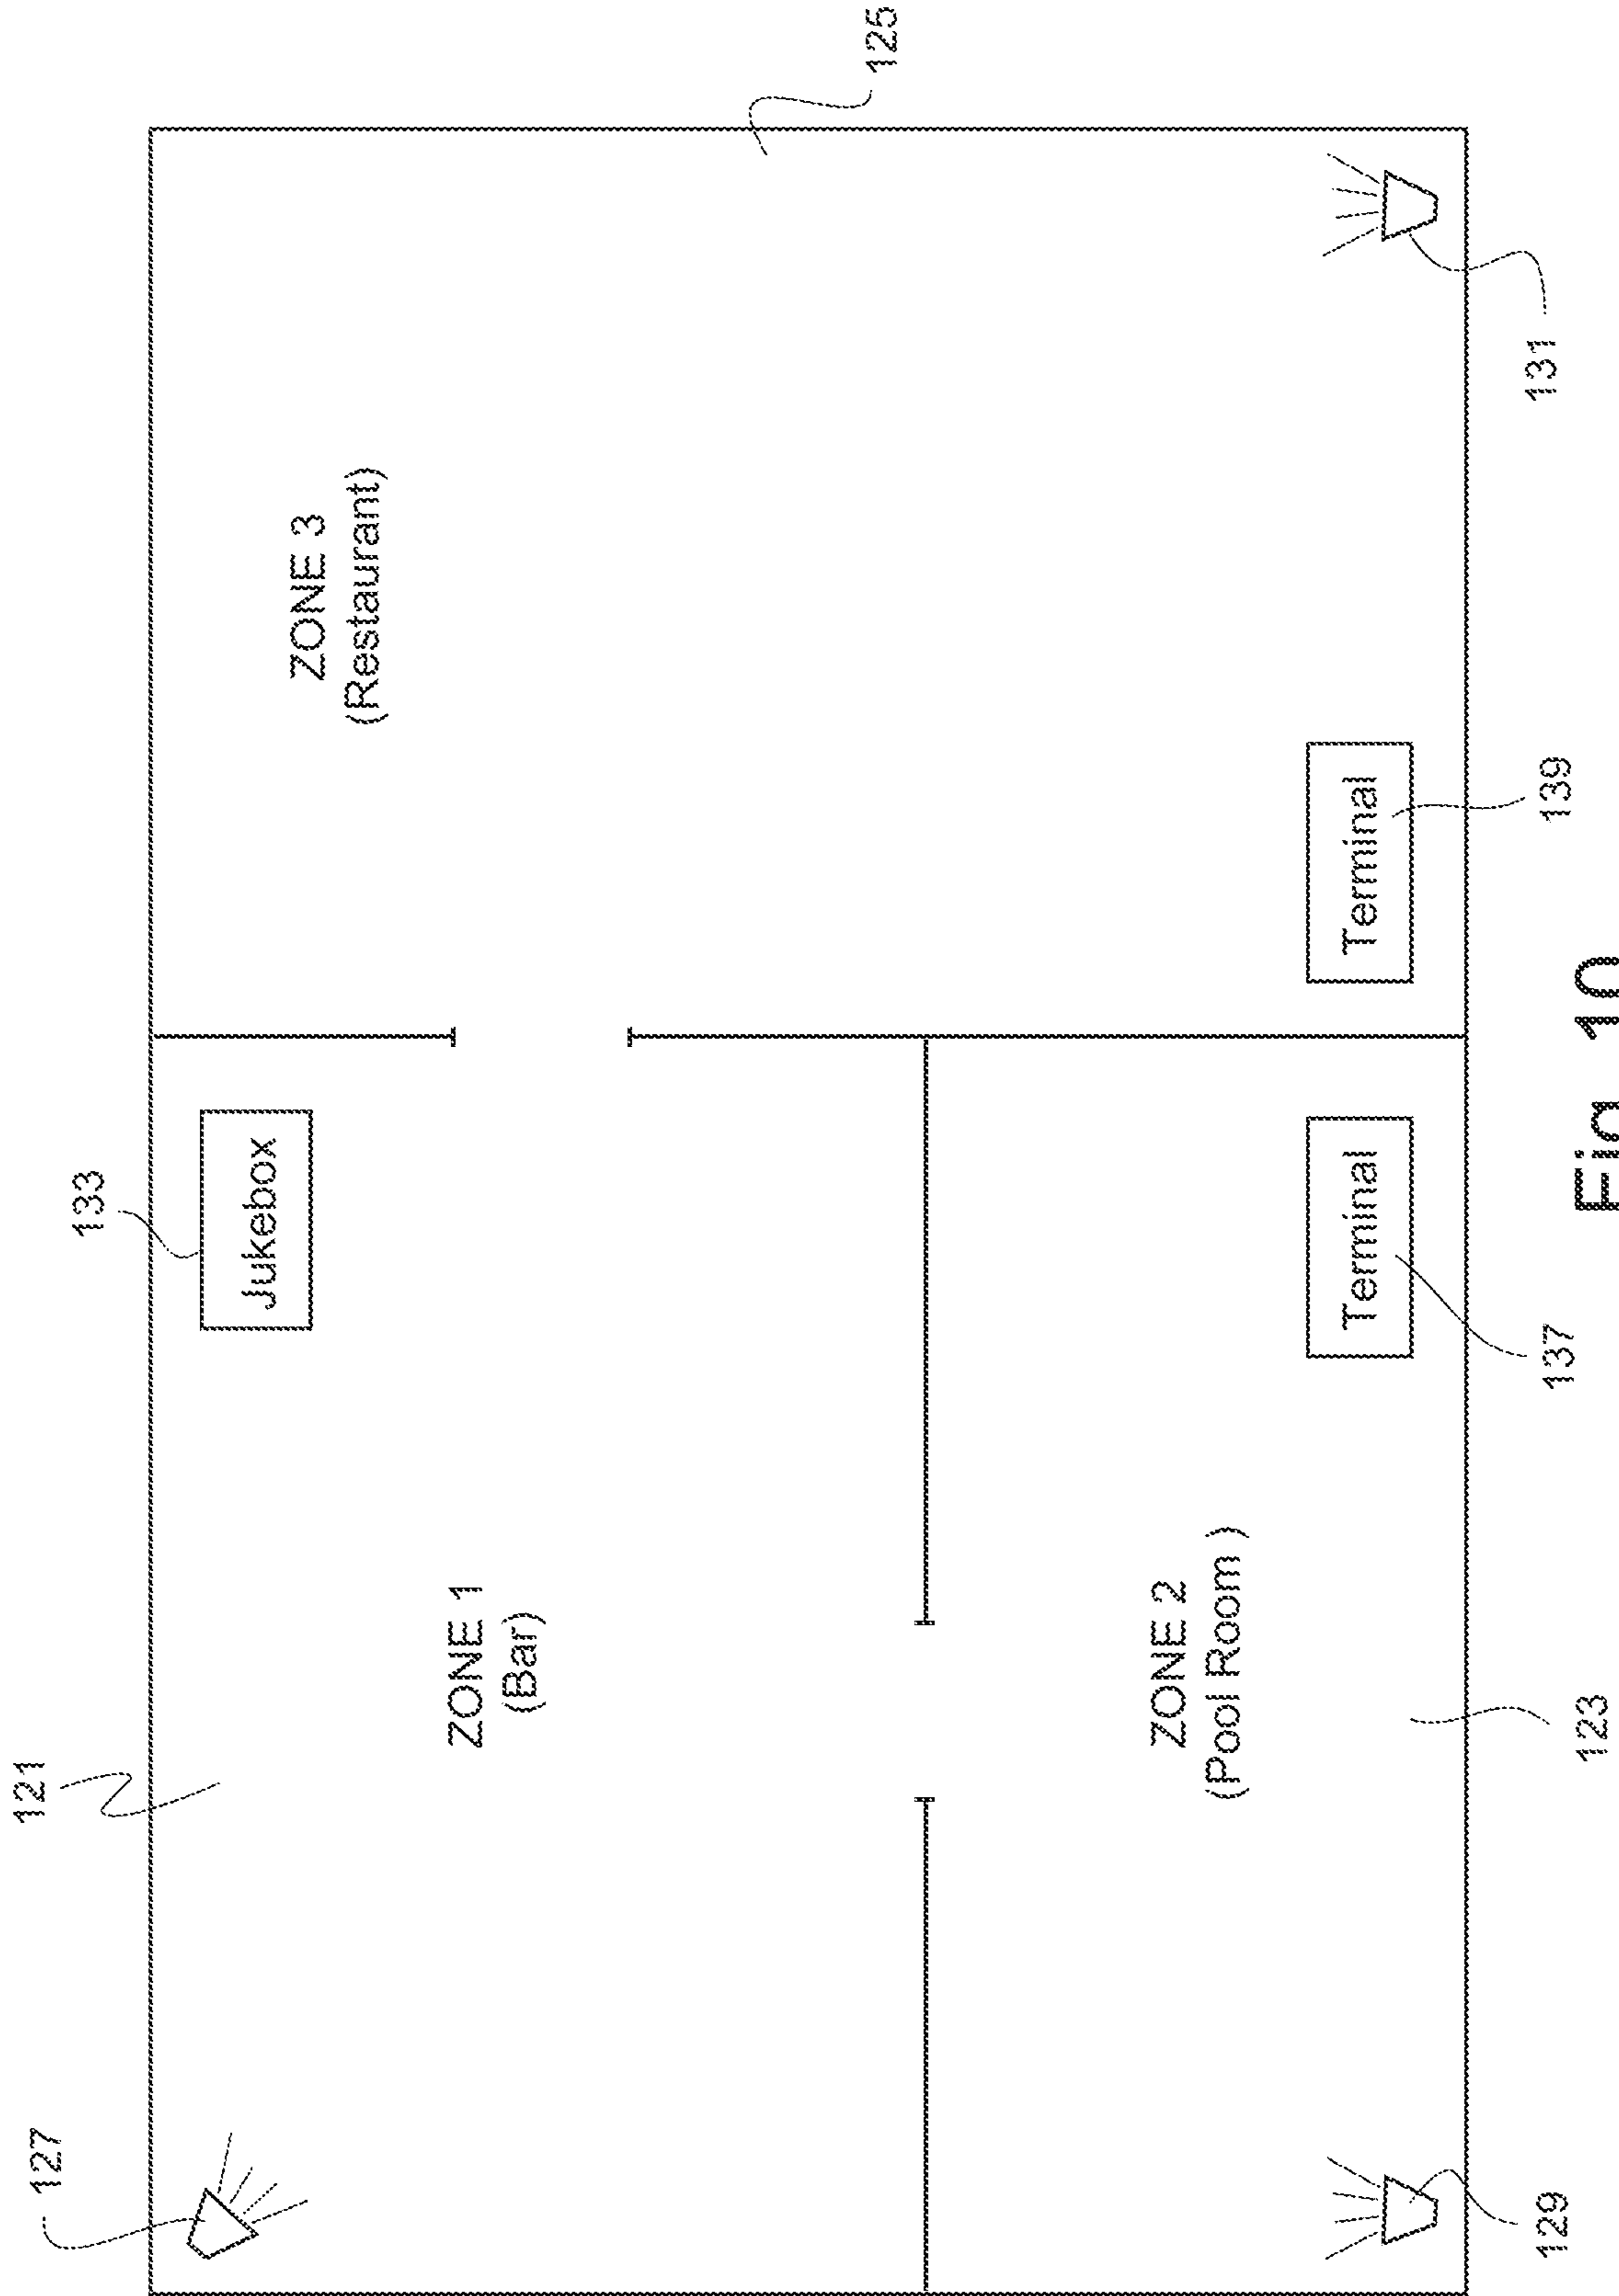 127
121
133
Jukebox
ZONE 3
(Restaurant)
ZONE 1
(Bar)
125
ZONE 2
(Pool Room )
Terminal
Terminal
129
123
137
139
131
Fig 10